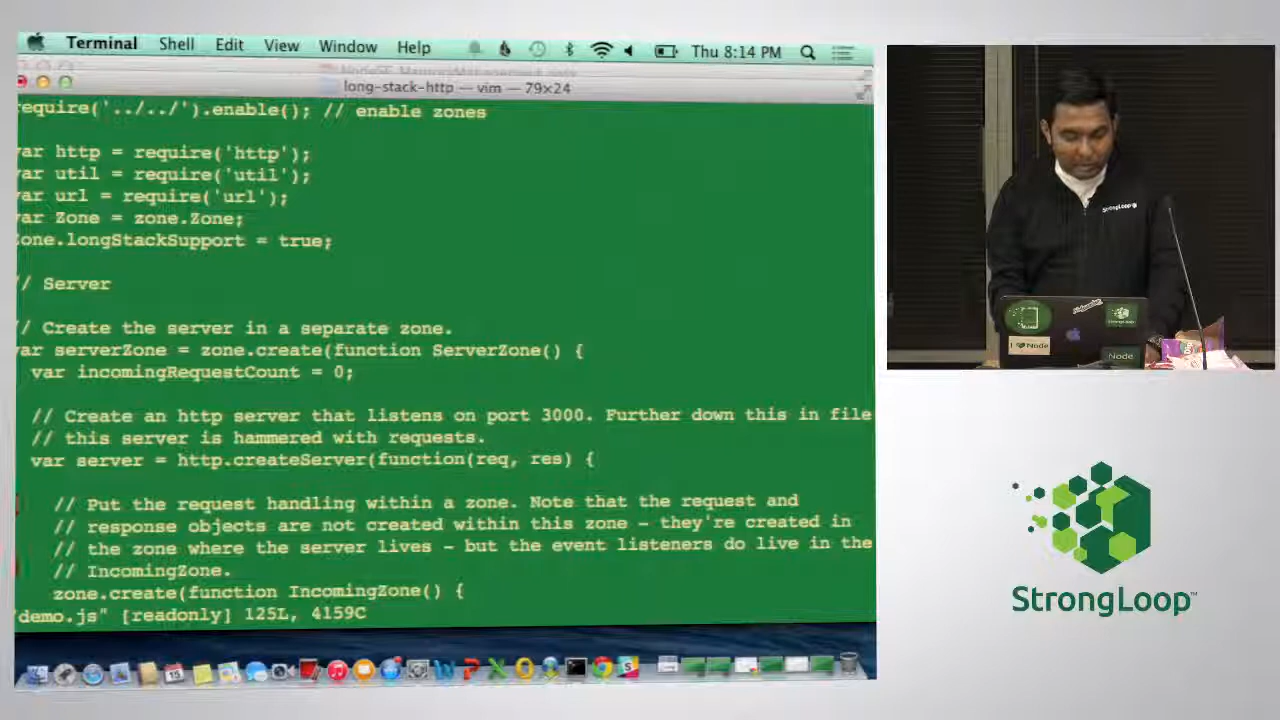 Terminal Shell Edit View Window Help Thu 8:14 PM
long-stack-http — vim — 79×24
require('../../').enable(); // enable zones
var http = require('http');
var util = require('util');
var url = require('url');
var Zone = zone.Zone;
Zone.longStackSupport = true;
// Server
// Create the server in a separate zone.
var serverZone = zone.create(function ServerZone() {
var incomingRequestCount = 0;
// Create an http server that listens on port 3000. Further down this in file
// this server is hammered with requests.
var server = http.createServer(function(req, res) {
// Put the request handling within a zone. Note that the request and
// response objects are not created within this zone - they're created in
// the zone where the server lives - but the event listeners do live in the
// IncomingZone.
zone.create(function IncomingZone() {
"demo.js" [readonly] 125L, 4159C
StrongLoop
StrongLoop
I ♥ Node
Node
StrongLoop™